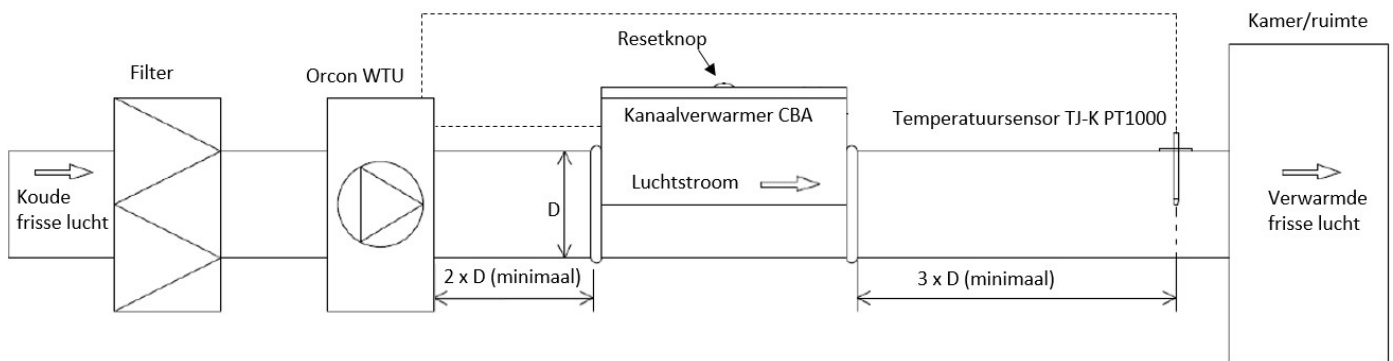 Kamer/ruimte
Resetknop
Filter
Orcon WTU
Kanaalverwarmer CBA
Temperatuursensor TJ-K PT1000
Koude
frisse lucht
D
Luchtstroom
Verwarmde
frisse lucht
2 x D (minimaal)
3 x D (minimaal)